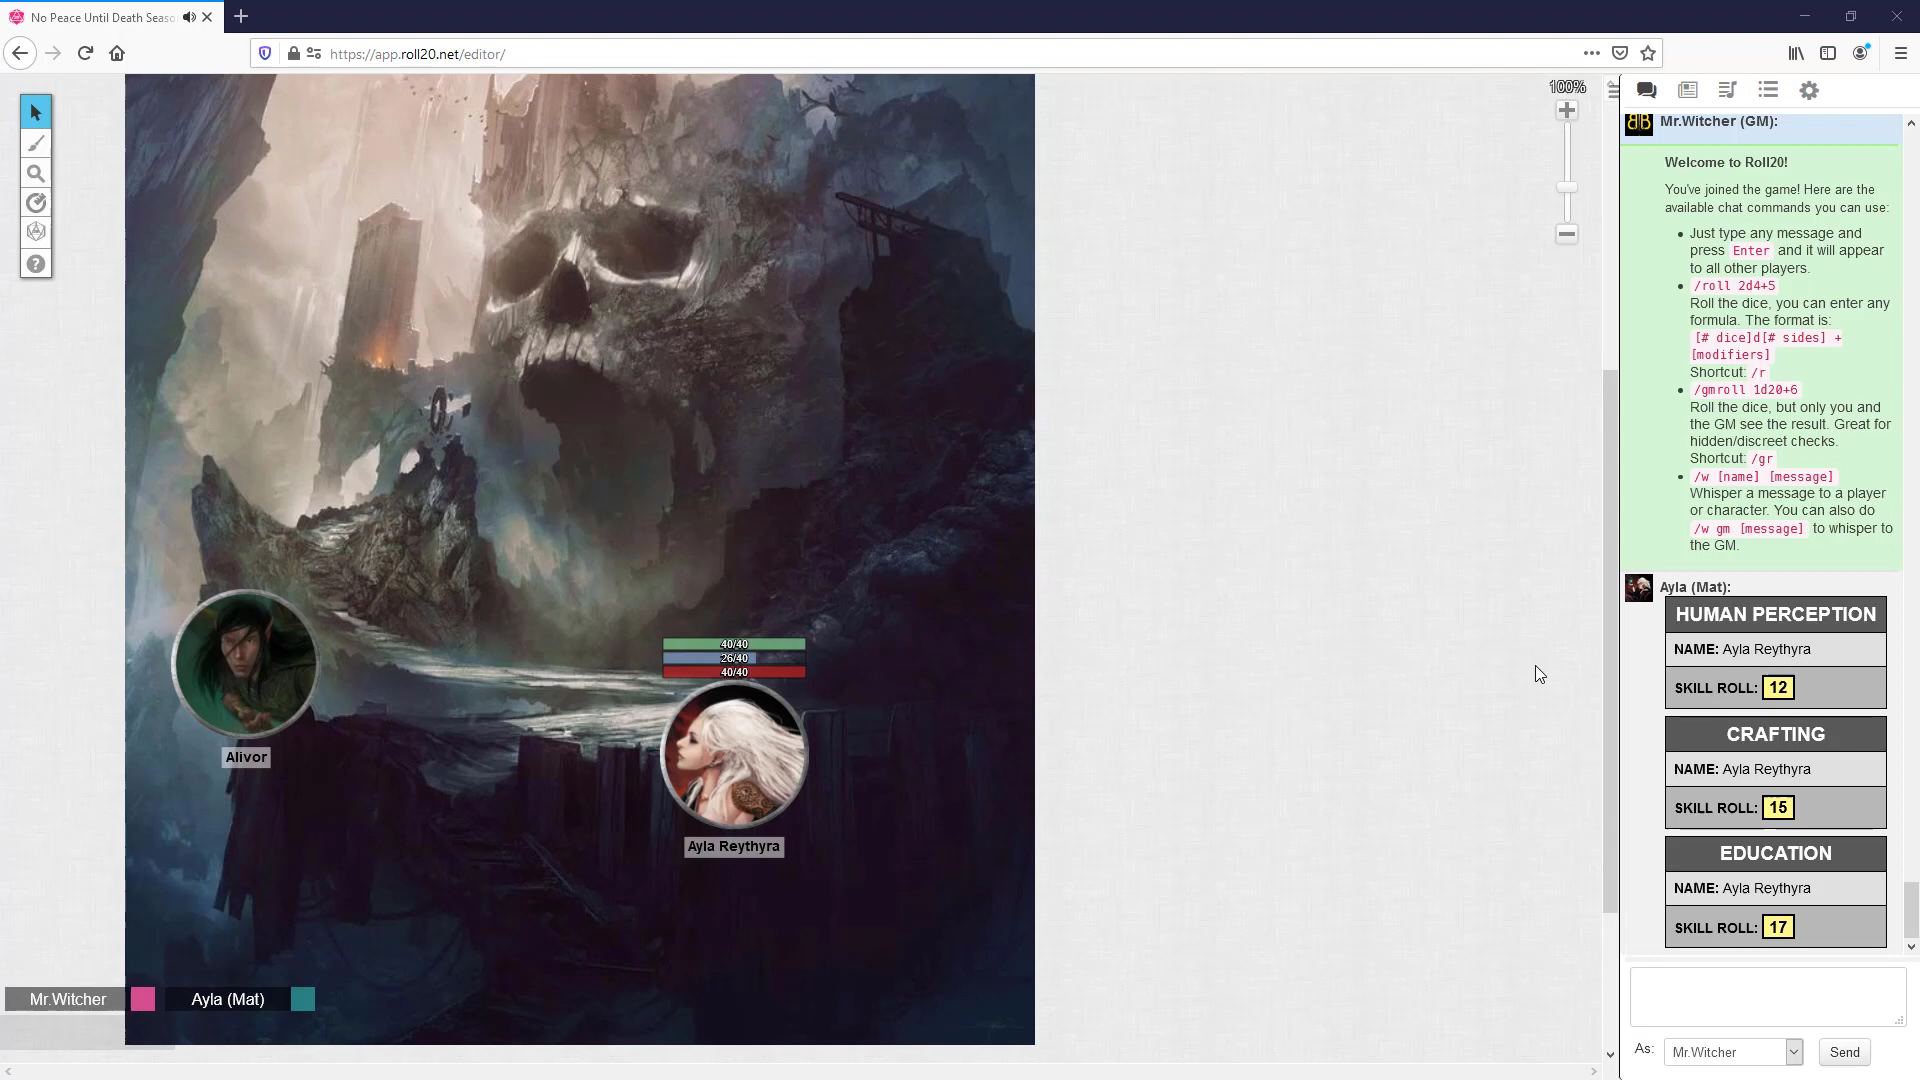 No Peace Until Death Seaso
https://app.roll20.net/editor/
100%
Mr.Witcher (GM):
Welcome to Roll20!
You've joined the game! Here are the
available chat commands you can use:
Just type any message and
press Enter and it will appear
to all other players.
/roll 2d4+5
Roll the dice, you can enter any
formula. The format is:
[# dice]d[# sides] +
[modifiers]
Shortcut: /r
/gmroll 1d20+6
Roll the dice, but only you and
the GM see the result. Great for
hidden/discreet checks.
Shortcut: /gr
/w [name] [message]
Whisper a message to a player
or character. You can also do
/w gm [message] to whisper to
the GM.
Ayla (Mat):
HUMAN PERCEPTION
NAME: Ayla Reythyra
SKILL ROLL: 12
CRAFTING
NAME: Ayla Reythyra
SKILL ROLL: 15
EDUCATION
NAME: Ayla Reythyra
SKILL ROLL: 17
40/40
26/40
40/40
Alivor
Ayla Reythyra
Mr.Witcher
Ayla (Mat)
As: Mr.Witcher
Send